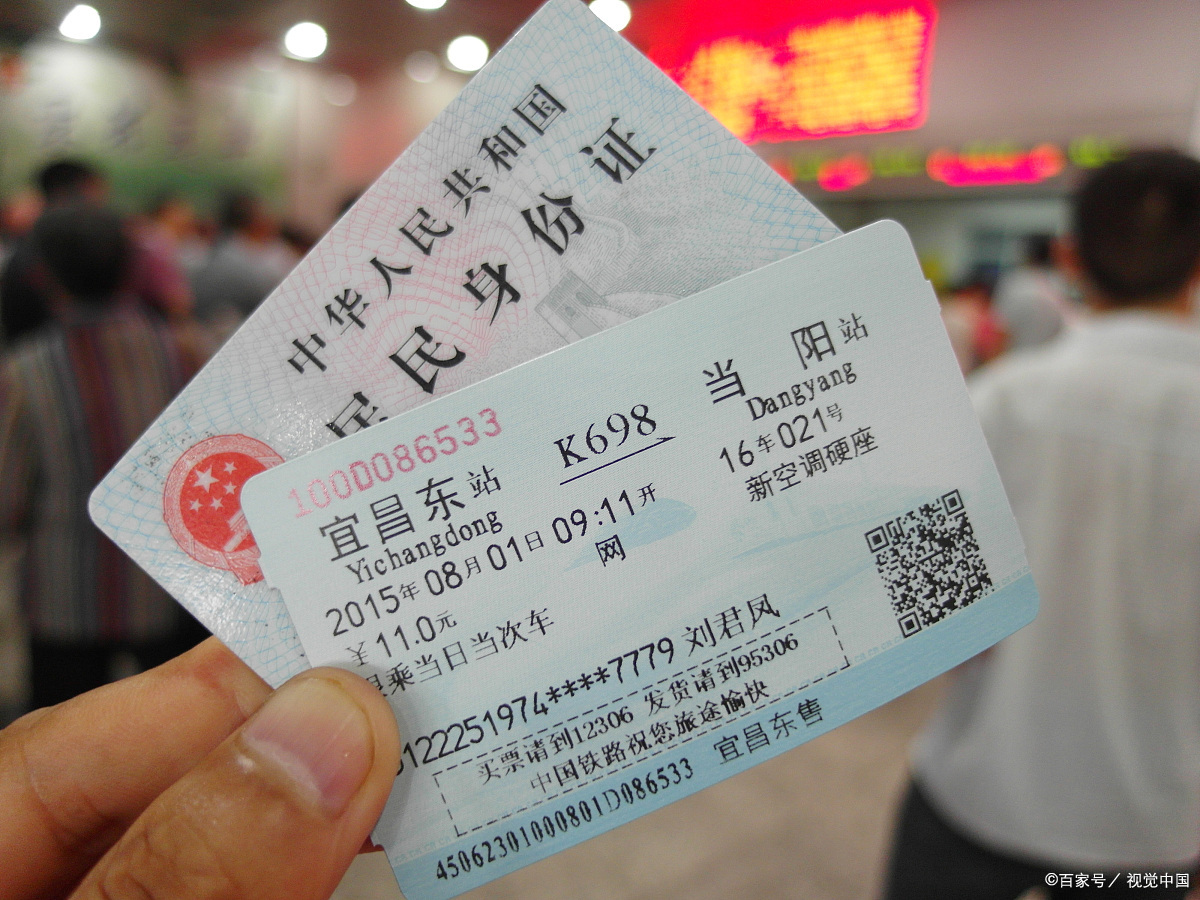 中华人民共和国
居民身份证
100D086533
宜昌东站
K698
当阳站
Yichangdong
Dangyang
2015年08月01日09:11开
16车021号
¥11.0元
网
新空调硬座
限乘当日当次车
122251974****7779 刘君凤
买票请到12306 发货请到95306
中国铁路祝您旅途愉快
45062301000801D086533 宜昌东售
©百家号/视觉中国